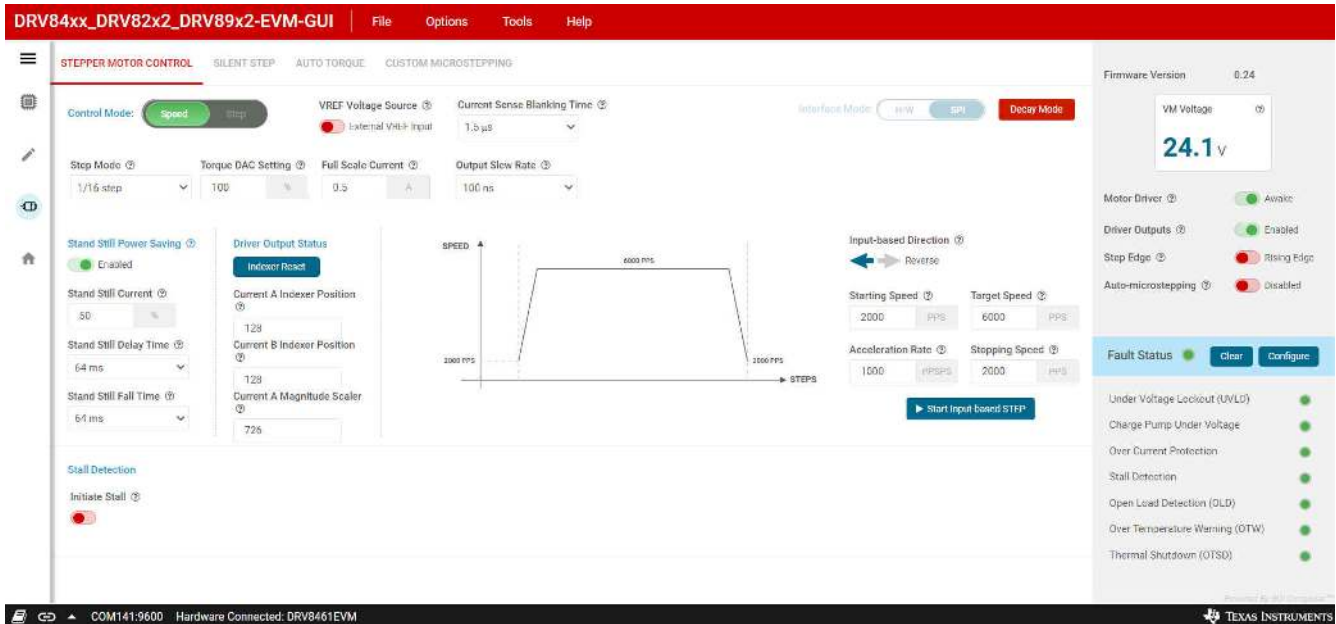 DRV84xx_DRV82x2_DRV89x2-EVM-GUI File Options Tools Help
STEPPER MOTOR CONTROL SILENT STEP AUTO TORQUE CUSTOM MICROSTEPPING
Firmware Version 0.24
Control Mode: Speed Step
VREF Voltage Source
External VREF Input
Current Sense Blanking Time
1.5 µs
Interface Mode: H/W SPI
Decay Mode
VM Voltage
24.1 V
Step Mode
1/16 step
Torque DAC Setting
100 %
Full Scale Current
0.5 A
Output Slew Rate
100 ns
Motor Driver Awake
Driver Outputs Enabled
Step Edge Rising Edge
Auto-microstepping Disabled
Stand Still Power Saving
Enabled
Stand Still Current
50 %
Stand Still Delay Time
64 ms
Stand Still Fall Time
64 ms
Driver Output Status
Indexer Reset
Current A Indexer Position
128
Current B Indexer Position
128
Current A Magnitude Scaler
726
SPEED
6000 PPS
2000 PPS
2000 PPS
STEPS
Input-based Direction
Reverse
Starting Speed
2000 PPS
Target Speed
6000 PPS
Acceleration Rate
1000 PPSPS
Stopping Speed
2000 PPS
Start Input based STEP
Fault Status Clear Configure
Under Voltage Lockout (UVLO)
Charge Pump Under Voltage
Over Current Protection
Stall Detection
Open Load Detection (OLD)
Over Temperature Warning (OTW)
Thermal Shutdown (OTSD)
Stall Detection
Initiate Stall
COM141:9600 Hardware Connected: DRV8461EVM
TEXAS INSTRUMENTS